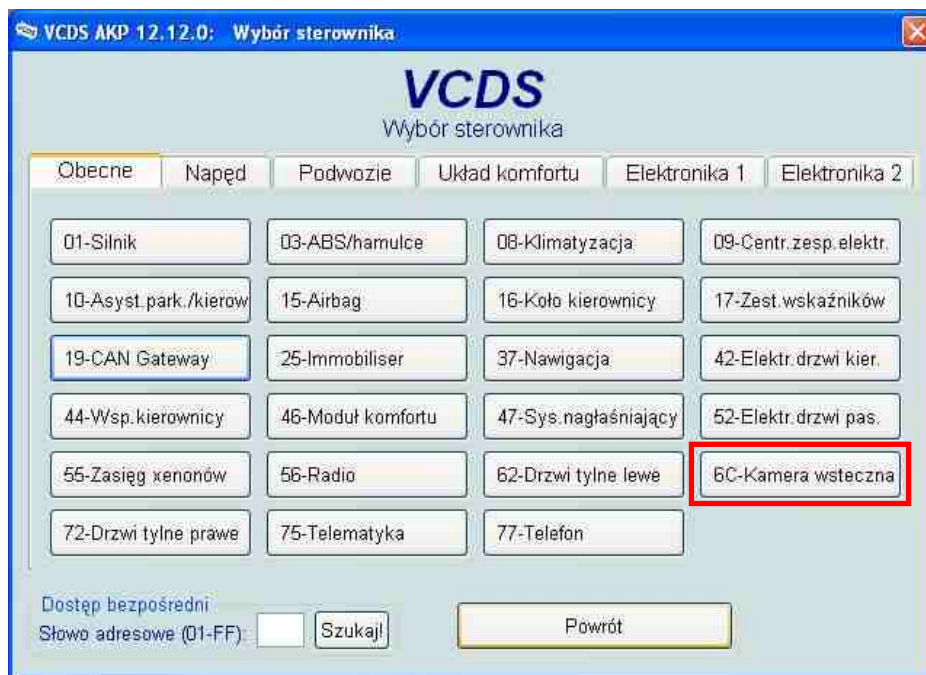 VCDS AKP 12.12.0: Wybór sterownika
VCDS
Wybór sterownika
Obecne Napęd Podwozie Układ komfortu Elektronika 1 Elektronika 2
01-Silnik 03-ABS/hamulce 08-Klimatyzacja 09-Centr.zesp.elektr.
10-Asyst.park./kierow 15-Airbag 16-Koło kierownicy 17-Zest.wskaźników
19-CAN Gateway 25-Immobiliser 37-Nawigacja 42-Elektr.drzwi kier.
44-Wsp.kierownicy 46-Moduł komfortu 47-Sys.nagłaśniający 52-Elektr.drzwi pas.
55-Zasięg xenonów 56-Radio 62-Drzwi tylne lewe 6C-Kamera wsteczna
72-Drzwi tylne prawe 75-Telematyka 77-Telefon
Dostęp bezpośredni
Słowo adresowe (01-FF): Szukaj! Powrót